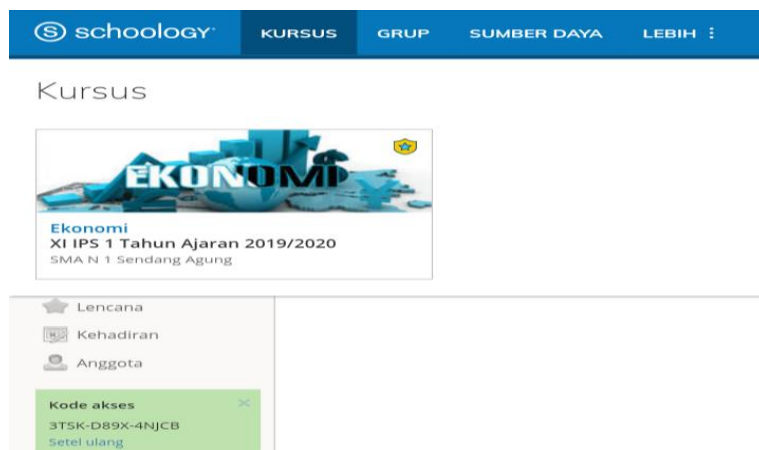 S schoology
KURSUS
GRUP
SUMBER DAYA
LEBIH
Kursus
EKONOMI
Ekonomi
XI IPS 1 Tahun Ajaran 2019/2020
SMA N 1 Sendang Agung
Lencana
Kehadiran
Anggota
Kode akses
3TSK-D89X-4NJCB
Setel ulang